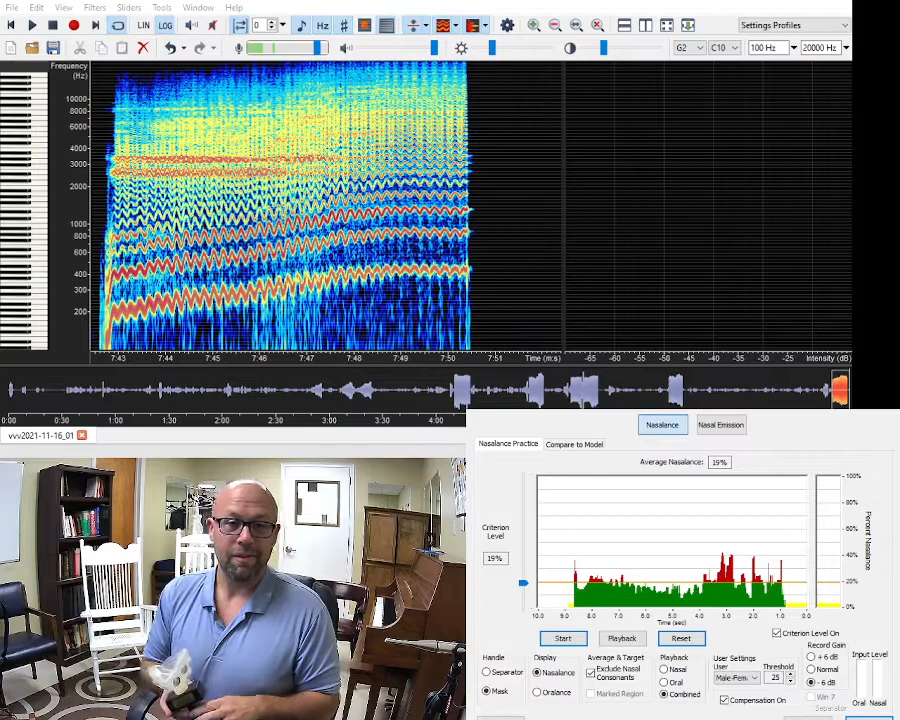 File Edit View Filters Sliders Tools Window Help
LIN LOG 0 Hz Settings Profiles
G2 C10 100 Hz 20000 Hz
Frequency
(Hz)
10000
8000
6000
4000
3000
2000
1000
800
600
400
300
200
7:43 7:44 7:45 7:46 7:47 7:48 7:49 7:50 7:51 Time (m:s) -65 -60 -55 -50 -45 -40 -35 -30 -25 Intensity (dB)
0:00 0:30 1:00 1:30 2:00 2:30 3:00 3:30 4:00
vvv2021-11-16_01
Nasalance Nasal Emission
Nasalance Practice Compare to Model
Average Nasalance: 19%
100%
80%
60%
40%
20%
0%
Percent Nasalance
Criterion
Level
19%
10.0 9.0 8.0 7.0 6.0 5.0 4.0 3.0 2.0 1.0 0.0
Time (sec)
Start Playback Reset
Criterion Level On
Handle
Separator
Mask
Display
Nasalance
Oralance
Average & Target
Exclude Nasal
Consonants
Marked Region
Playback
Nasal
Oral
Combined
User Settings
User
Male-Fem
Threshold
25
Compensation On
Record Gain
+ 6 dB
Normal
- 6 dB
Win 7
Separator
Input Level
Oral Nasal